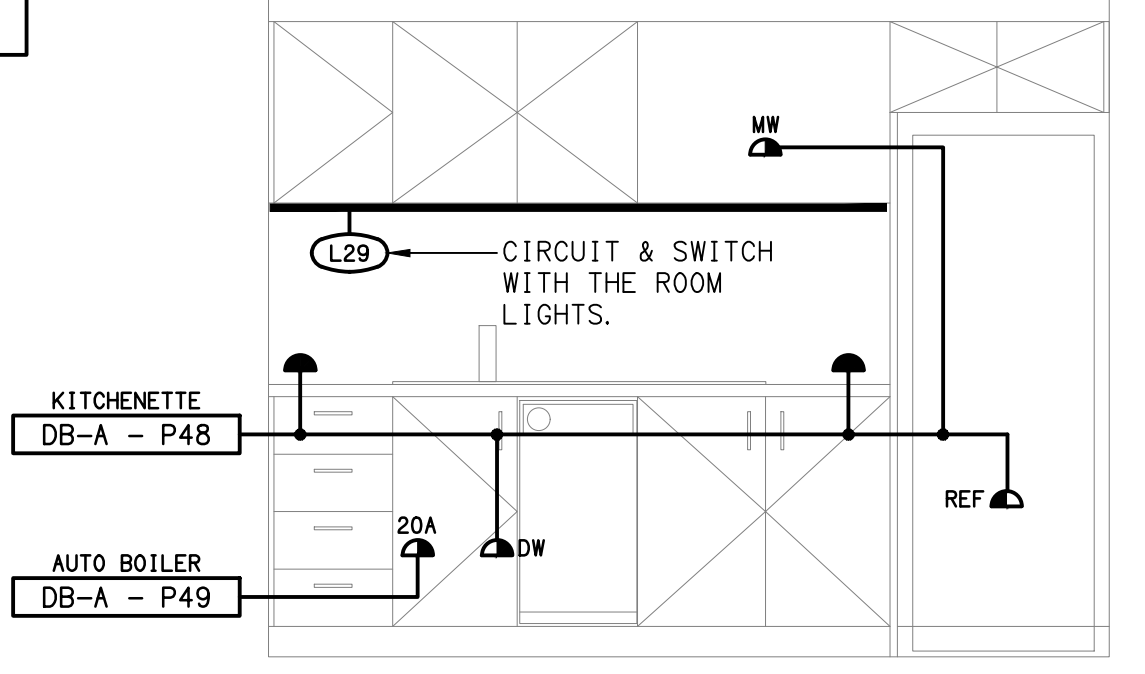 MW
L29
CIRCUIT & SWITCH
WITH THE ROOM
LIGHTS.
KITCHENETTE
DB-A - P48
REF
20A
DW
AUTO BOILER
DB-A - P49